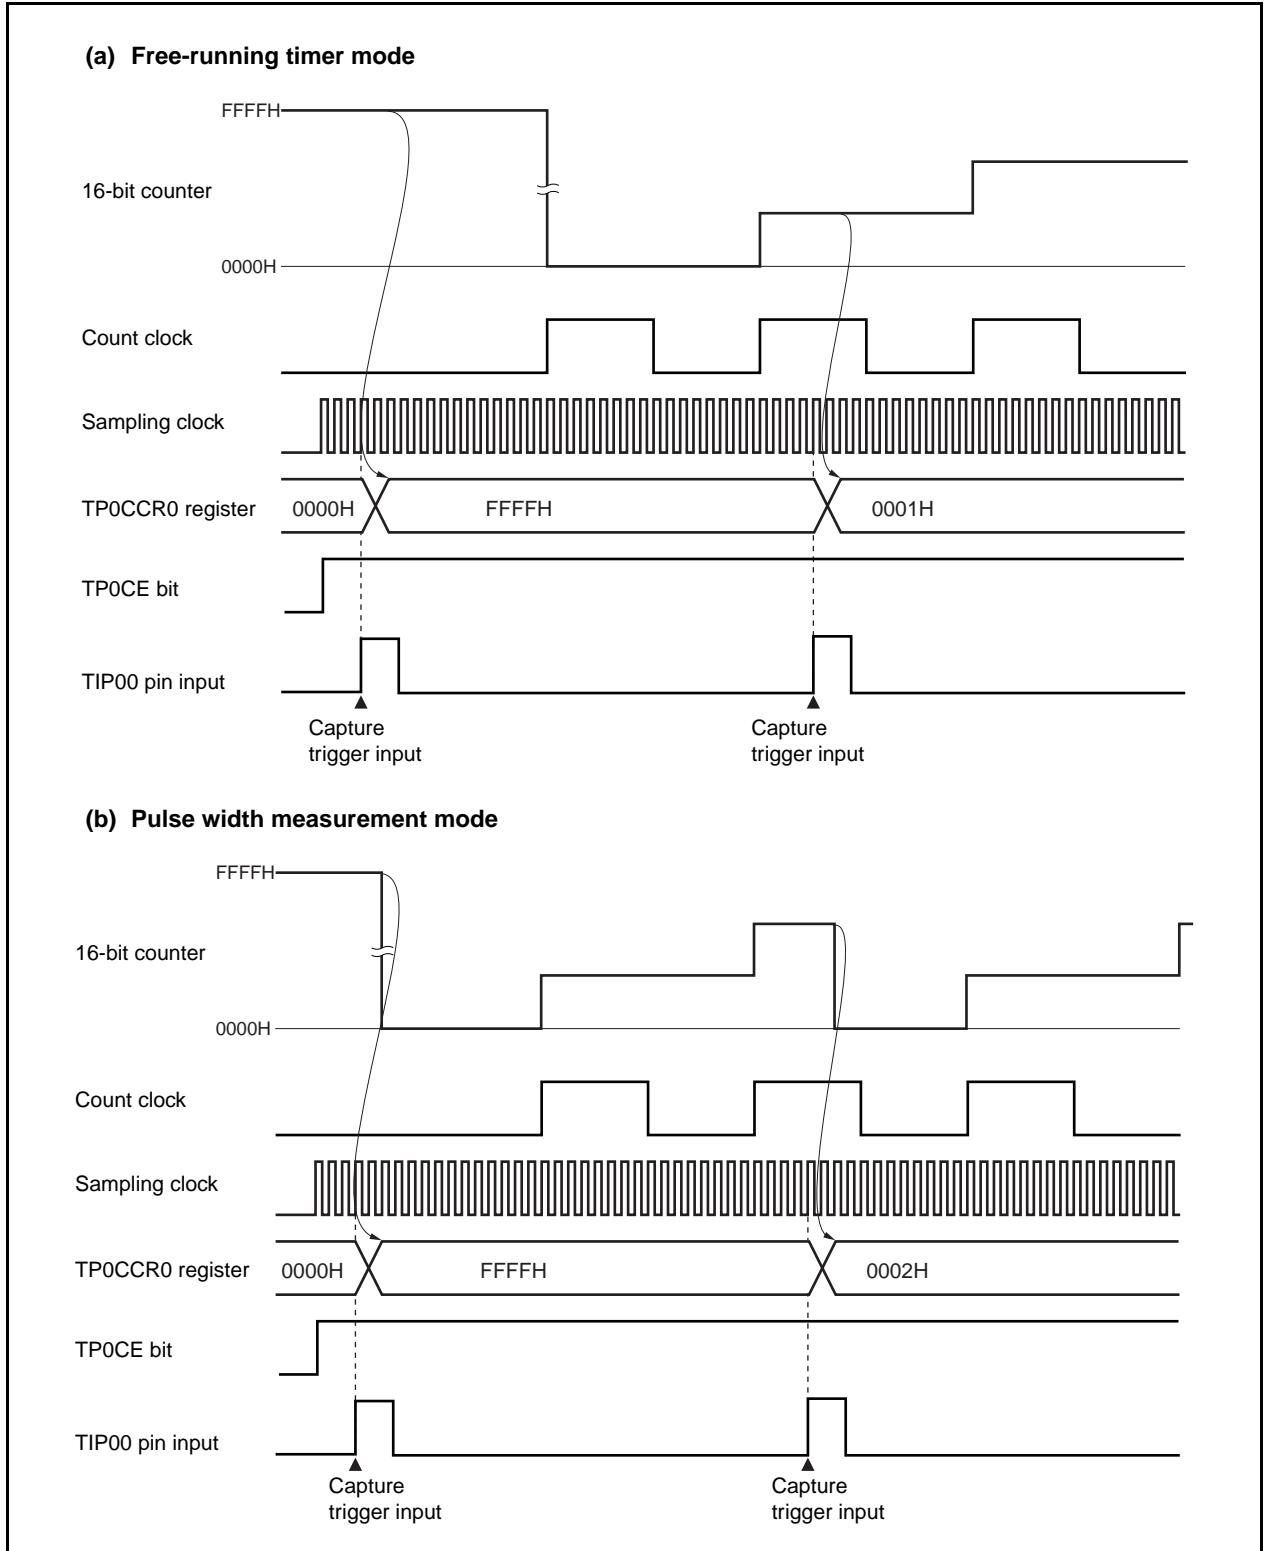 (a) Free-running timer mode
FFFFH
16-bit counter
0000H
Count clock
Sampling clock
TP0CCR0 register 0000H FFFFH 0001H
TP0CE bit
TIP00 pin input
Capture
trigger input
Capture
trigger input
(b) Pulse width measurement mode
FFFFH
16-bit counter
0000H
Count clock
Sampling clock
TP0CCR0 register 0000H FFFFH 0002H
TP0CE bit
TIP00 pin input
Capture
trigger input
Capture
trigger input